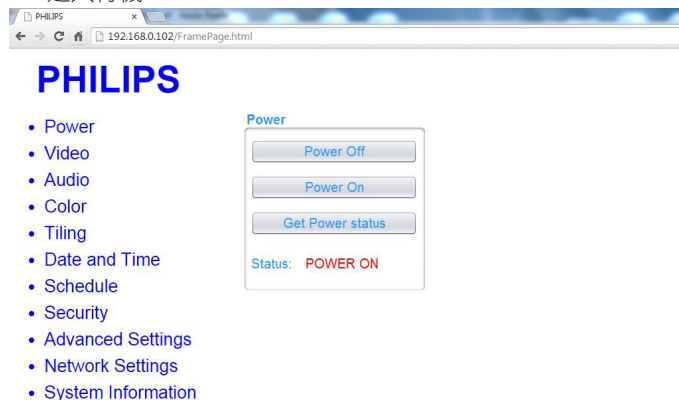 PHILIPS
192.168.0.102/FramePage.html
PHILIPS
Power
Video
Audio
Color
Tiling
Date and Time
Schedule
Security
Advanced Settings
Network Settings
System Information
Power
Power Off
Power On
Get Power status
Status: POWER ON